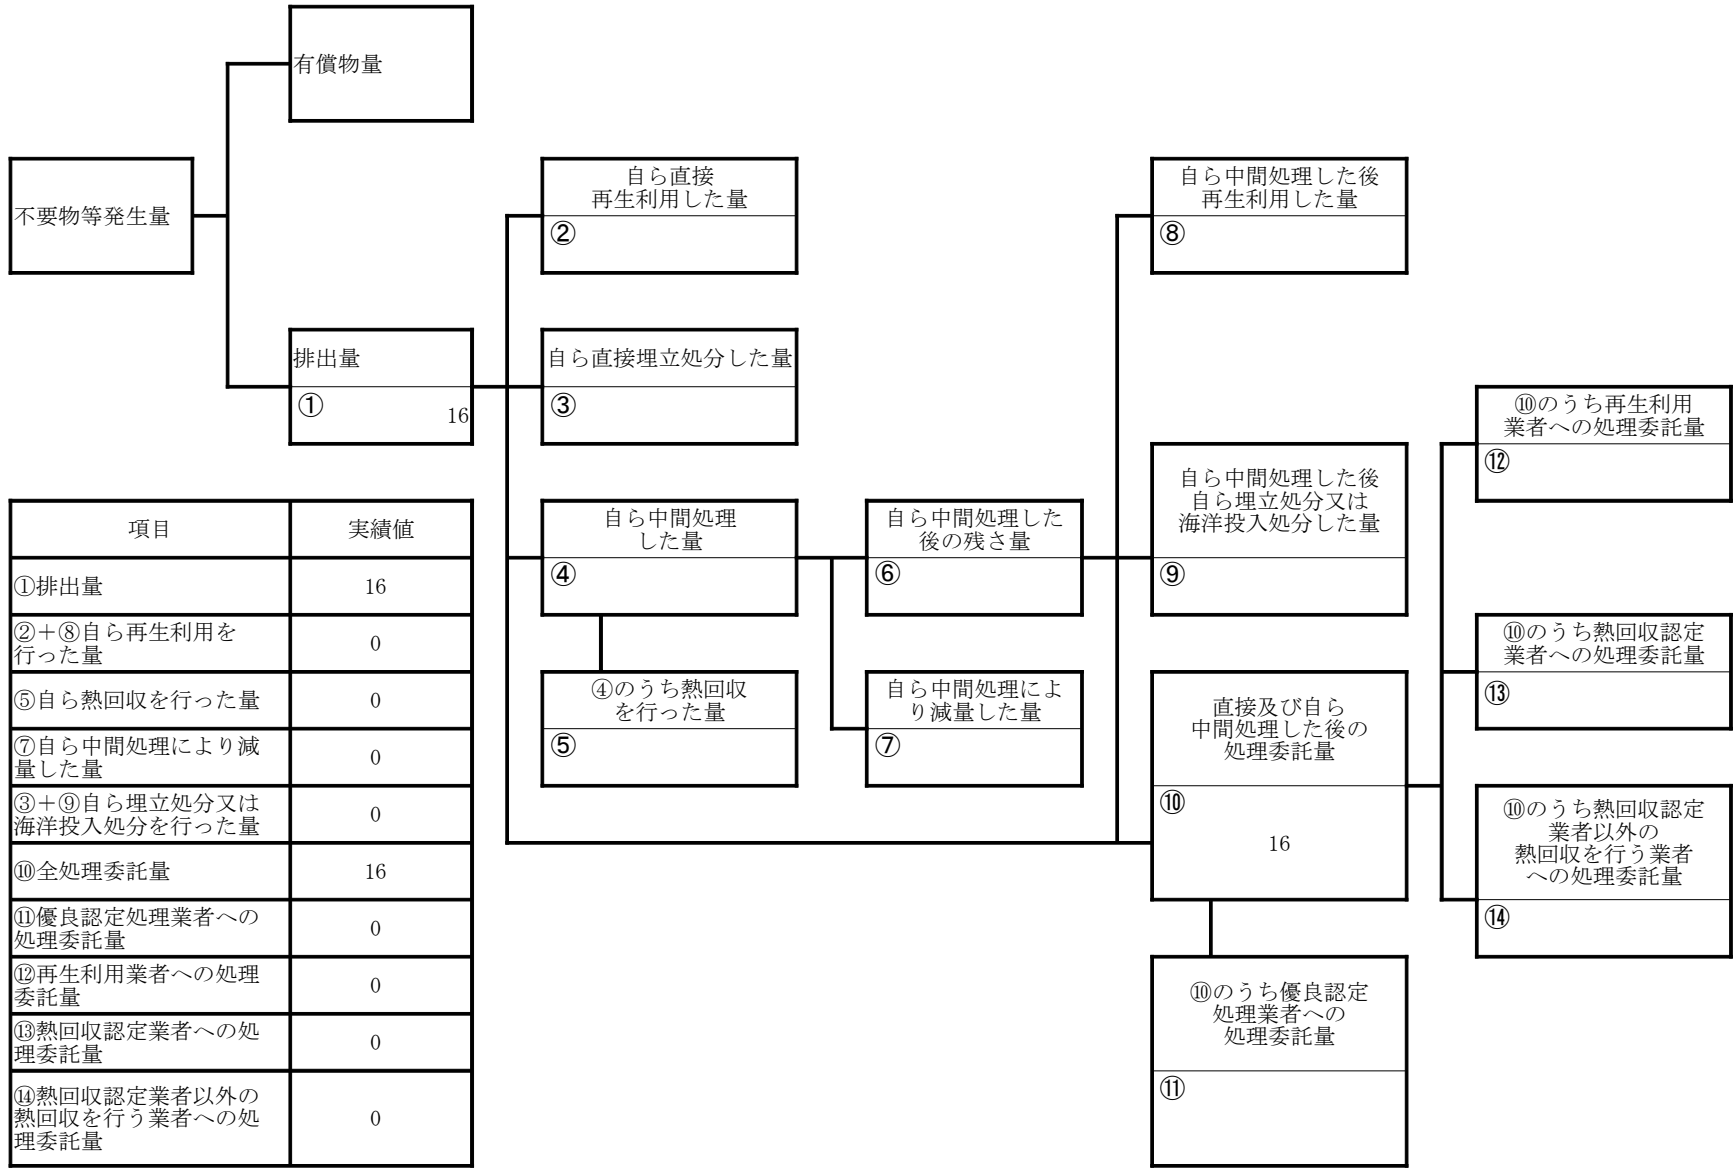 有償物量
不要物等発生量
排出量
①
16
自ら直接
再生利用した量
②
自ら直接埋立処分した量
③
自ら中間処理
した量
④
④のうち熱回収
を行った量
⑤
自ら中間処理した
後の残さ量
⑥
自ら中間処理によ
り減量した量
⑦
自ら中間処理した後
再生利用した量
⑧
自ら中間処理した後
自ら埋立処分又は
海洋投入処分した量
⑨
直接及び自ら
中間処理した後の
処理委託量
⑩
16
⑩のうち優良認定
処理業者への
処理委託量
⑪
⑩のうち再生利用
業者への処理委託量
⑫
⑩のうち熱回収認定
業者への処理委託量
⑬
⑩のうち熱回収認定
業者以外の
熱回収を行う業者
への処理委託量
⑭
項目 実績値
①排出量 16
②+⑧自ら再生利用を
行った量 0
⑤自ら熱回収を行った量 0
⑦自ら中間処理により減
量した量 0
③+⑨自ら埋立処分又は
海洋投入処分を行った量 0
⑩全処理委託量 16
⑪優良認定処理業者への
処理委託量 0
⑫再生利用業者への処理
委託量 0
⑬熱回収認定業者への処
理委託量 0
⑭熱回収認定業者以外の
熱回収を行う業者への処
理委託量 0